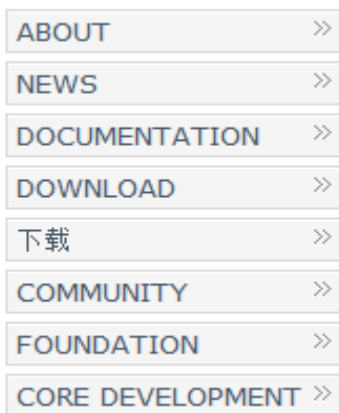 ABOUT »
NEWS »
DOCUMENTATION »
DOWNLOAD »
下载 »
COMMUNITY »
FOUNDATION »
CORE DEVELOPMENT »